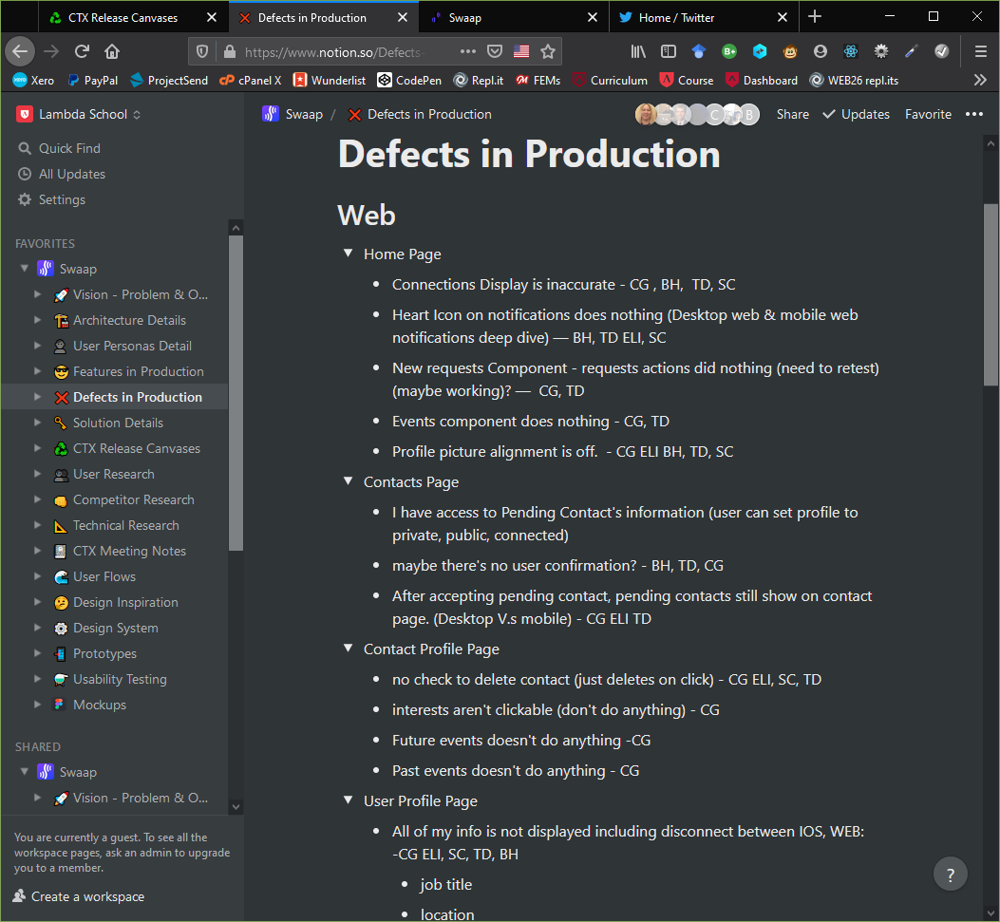 CTX Release Canvases
Defects in Production
Swaap
Home / Twitter
https://www.notion.so/Defects-
Xero
PayPal
ProjectSend
cPanel X
Wunderlist
CodePen
Repl.it
FEMs
Curriculum
Course
Dashboard
WEB26 repl.its
Lambda School
Swaap / Defects in Production
C
B
Share
Updates
Favorite
Quick Find
All Updates
Settings
FAVORITES
Swaap
Vision - Problem & O...
Architecture Details
User Personas Detail
Features in Production
Defects in Production
Solution Details
CTX Release Canvases
User Research
Competitor Research
Technical Research
CTX Meeting Notes
User Flows
Design Inspiration
Design System
Prototypes
Usability Testing
Mockups
SHARED
Swaap
Vision - Problem & O...
You are currently a guest. To see all the
workspace pages, ask an admin to upgrade
you to a member.
Create a workspace
Defects in Production
Web
Home Page
Connections Display is inaccurate - CG , BH,  TD, SC
Heart Icon on notifications does nothing (Desktop web & mobile web
notifications deep dive) — BH, TD ELI, SC
New requests Component - requests actions did nothing (need to retest)
(maybe working)? —  CG, TD
Events component does nothing - CG, TD
Profile picture alignment is off.  - CG ELI BH, TD, SC
Contacts Page
I have access to Pending Contact's information (user can set profile to
private, public, connected)
maybe there's no user confirmation? - BH, TD, CG
After accepting pending contact, pending contacts still show on contact
page. (Desktop V.s mobile) - CG ELI TD
Contact Profile Page
no check to delete contact (just deletes on click) - CG ELI, SC, TD
interests aren't clickable (don't do anything) - CG
Future events doesn't do anything -CG
Past events doesn't do anything - CG
User Profile Page
All of my info is not displayed including disconnect between IOS, WEB:
-CG ELI, SC, TD, BH
job title
location
?